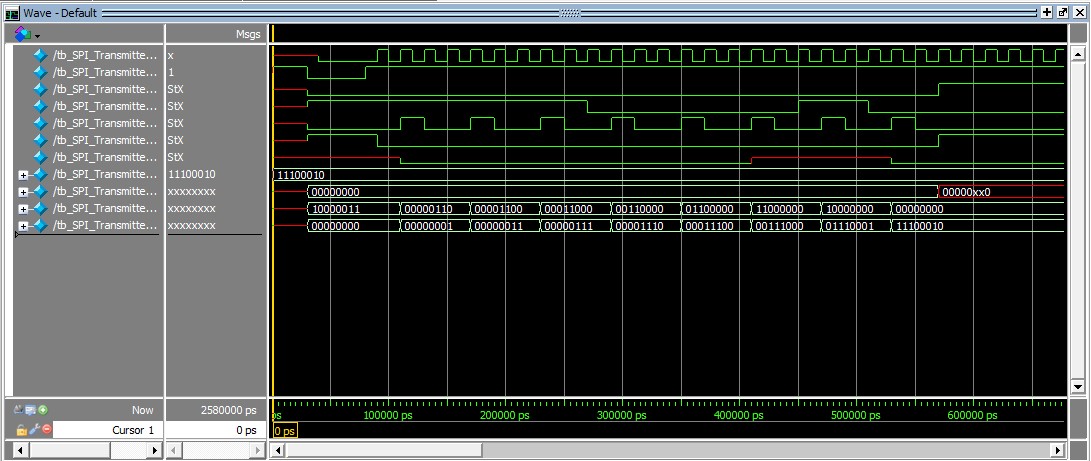 Wave - Default
Msgs
/tb_SPI_Transmitte... x
/tb_SPI_Transmitte... 1
/tb_SPI_Transmitte... StX
/tb_SPI_Transmitte... StX
/tb_SPI_Transmitte... StX
/tb_SPI_Transmitte... StX
/tb_SPI_Transmitte... StX
/tb_SPI_Transmitte... 11100010 11100010
/tb_SPI_Transmitte... xxxxxxxx 00000000 00000xx0
/tb_SPI_Transmitte... xxxxxxxx 10000011 00000110 00001100 00011000 00110000 01100000 11000000 10000000 00000000
/tb_SPI_Transmitte... xxxxxxxx 00000000 00000001 00000011 00000111 00001110 00011100 00111000 01110001 11100010
Now 2580000 ps ps 100000 ps 200000 ps 300000 ps 400000 ps 500000 ps 600000 ps
Cursor 1 0 ps 0 ps